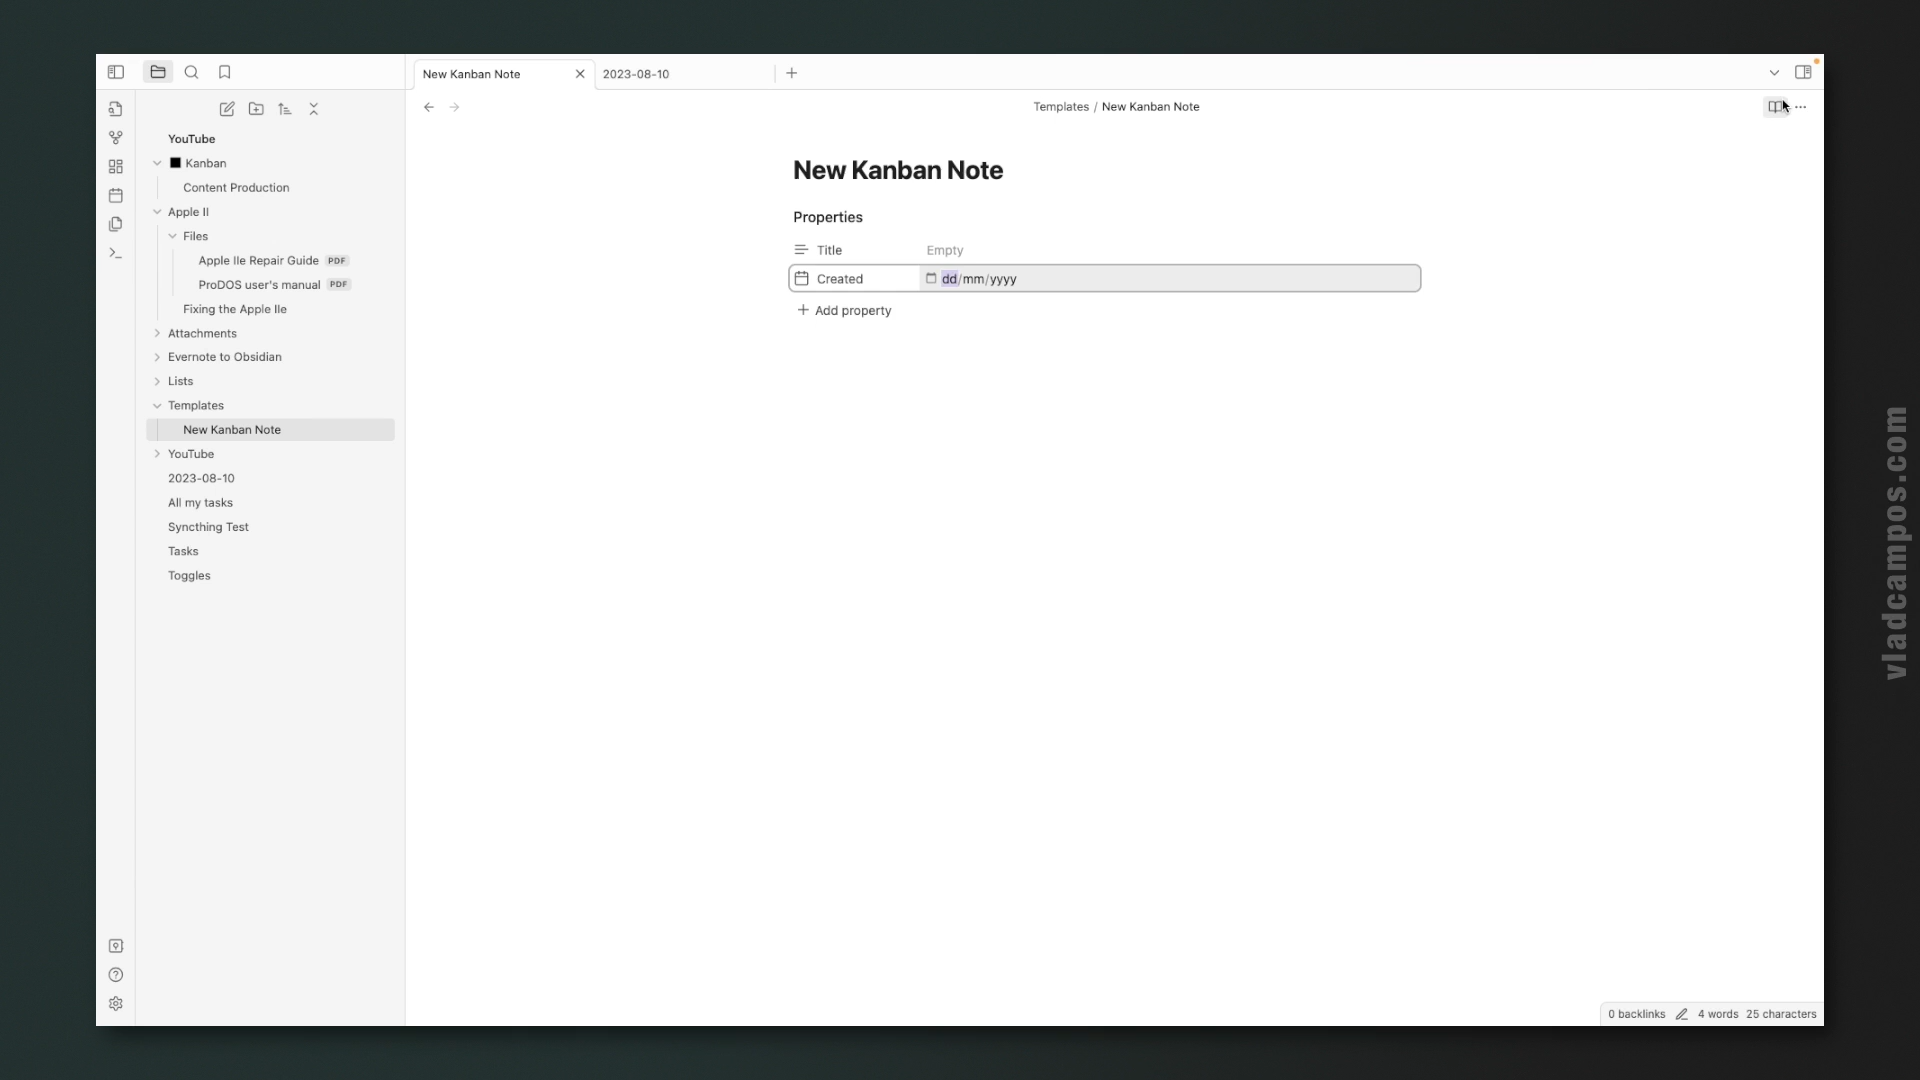 New Kanban Note
2023-08-10
Templates / New Kanban Note
YouTube
Kanban
Content Production
Apple II
Files
Apple IIe Repair Guide PDF
ProDOS user's manual PDF
Fixing the Apple IIe
Attachments
Evernote to Obsidian
Lists
Templates
New Kanban Note
YouTube
2023-08-10
All my tasks
Syncthing Test
Tasks
Toggles
New Kanban Note
Properties
Title Empty
Created dd/mm/yyyy
Add property
0 backlinks 4 words 25 characters
vladcampos.com